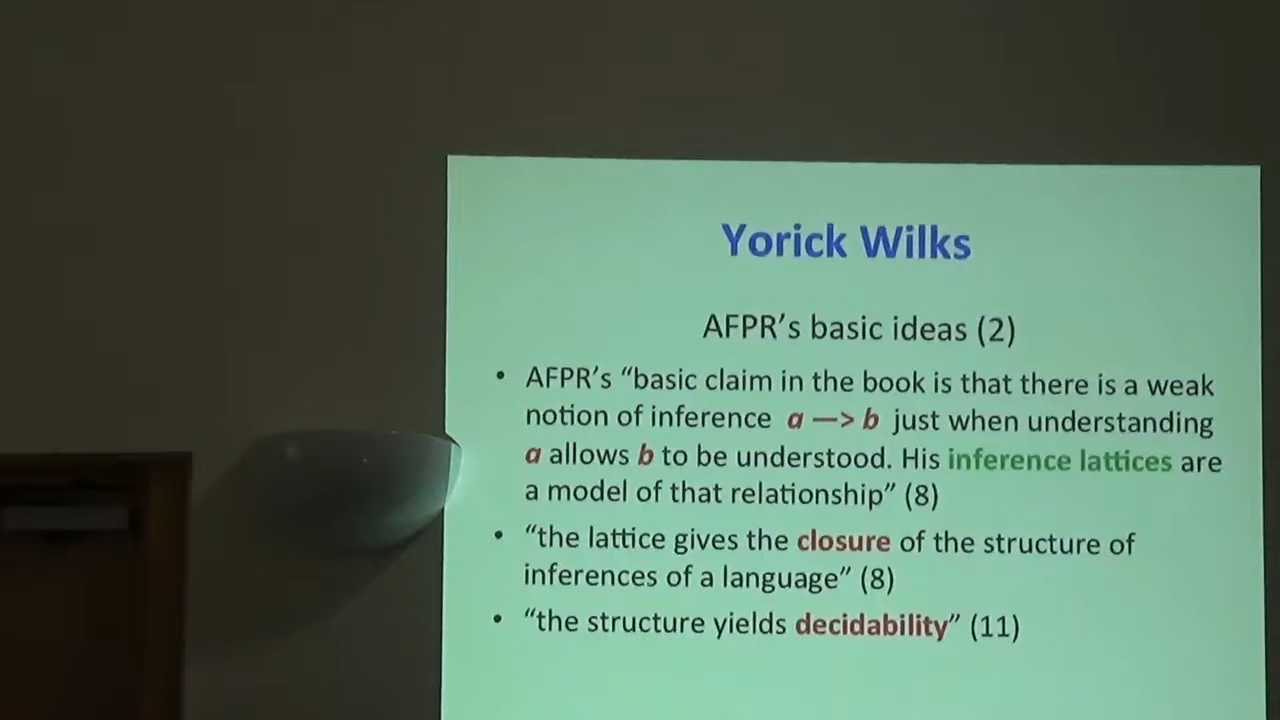 Yorick Wilks
AFPR’s basic ideas (2)
• AFPR’s “basic claim in the book is that there is a weak
notion of inference a —> b just when understanding
a allows b to be understood. His inference lattices are
a model of that relationship” (8)
• “the lattice gives the closure of the structure of
inferences of a language” (8)
• “the structure yields decidability” (11)